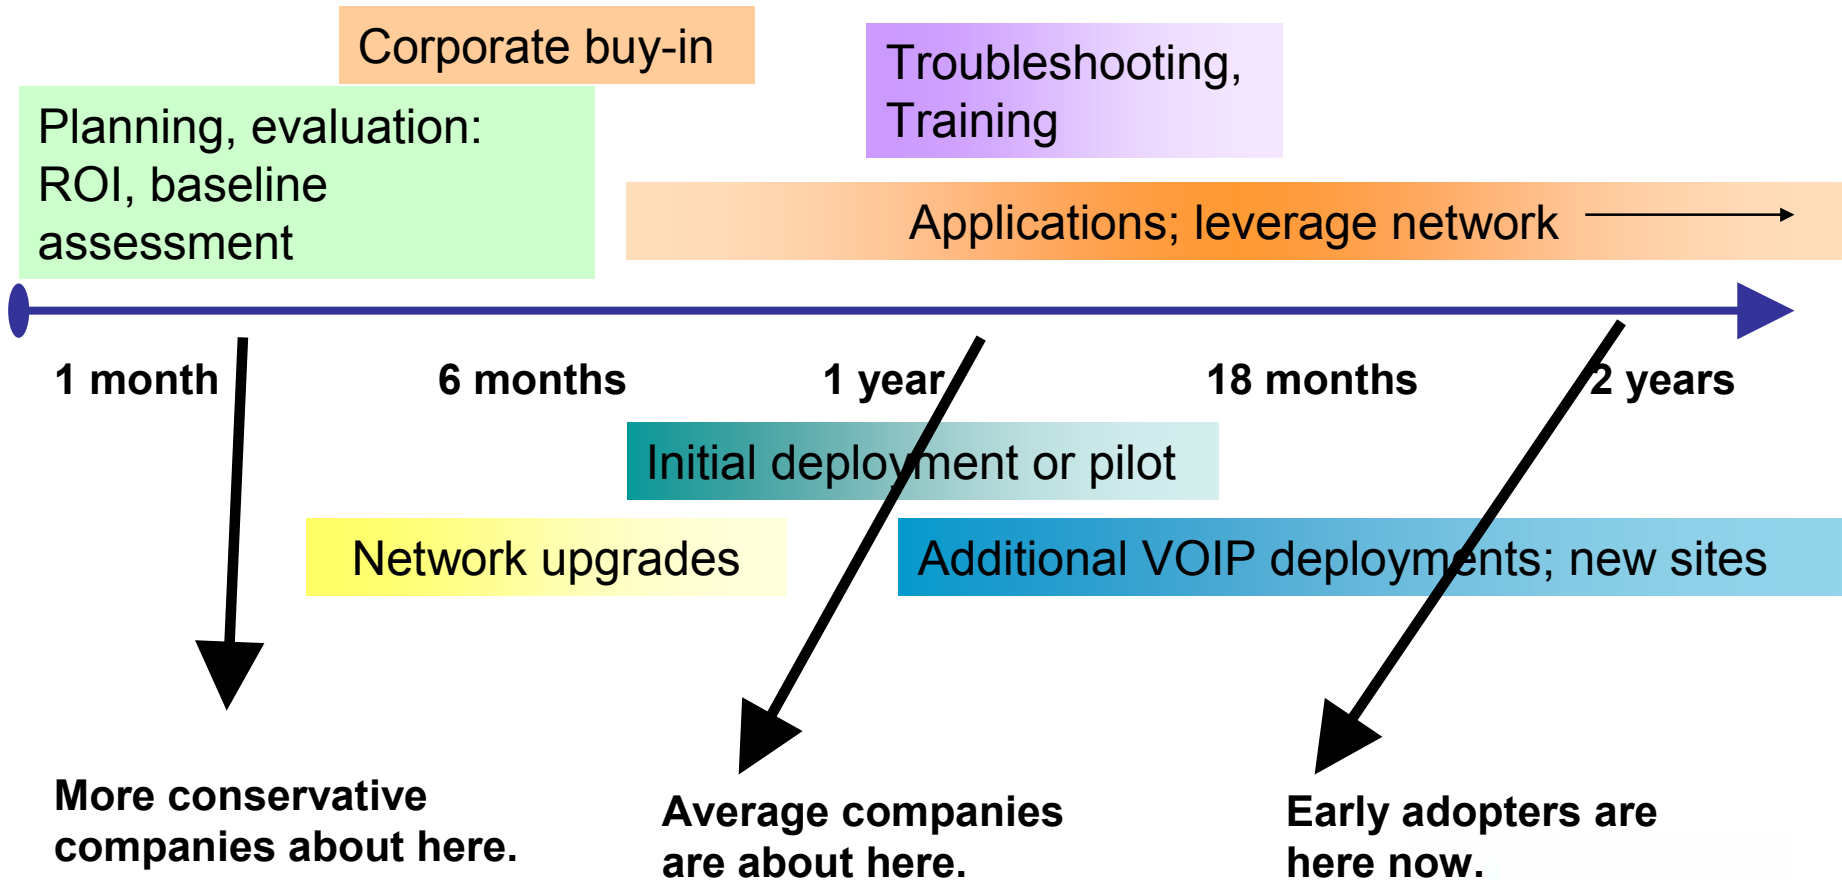 Corporate buy-in
Troubleshooting,
Training
Planning, evaluation:
ROI, baseline
assessment
Applications; leverage network
1 month
6 months
1 year
18 months
2 years
Initial deployment or pilot
Network upgrades
Additional VOIP deployments; new sites
More conservative
companies about here.
Average companies
are about here.
Early adopters are
here now.